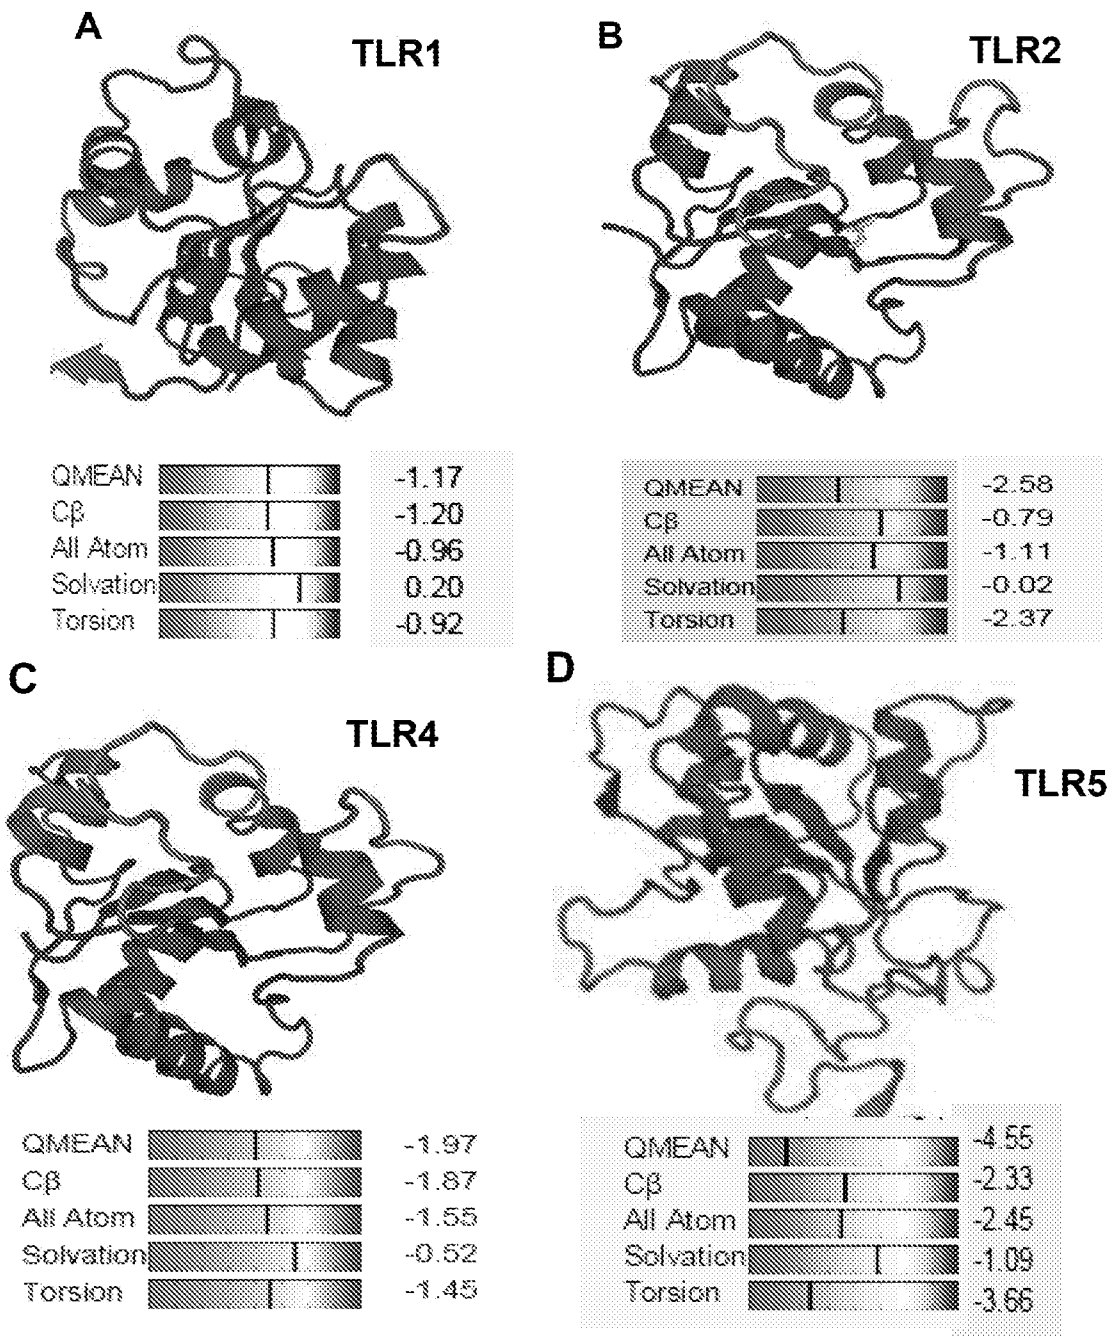 A
TLR1
B
TLR2
QMEAN -1.17
Cβ -1.20
All Atom -0.96
Solvation 0.20
Torsion -0.92
QMEAN -2.58
Cβ -0.79
All Atom -1.11
Solvation -0.02
Torsion -2.37
C
TLR4
D
TLR5
QMEAN -1.97
Cβ -1.87
All Atom -1.55
Solvation -0.52
Torsion -1.45
QMEAN -4.55
Cβ -2.33
All Atom -2.45
Solvation -1.09
Torsion -3.66